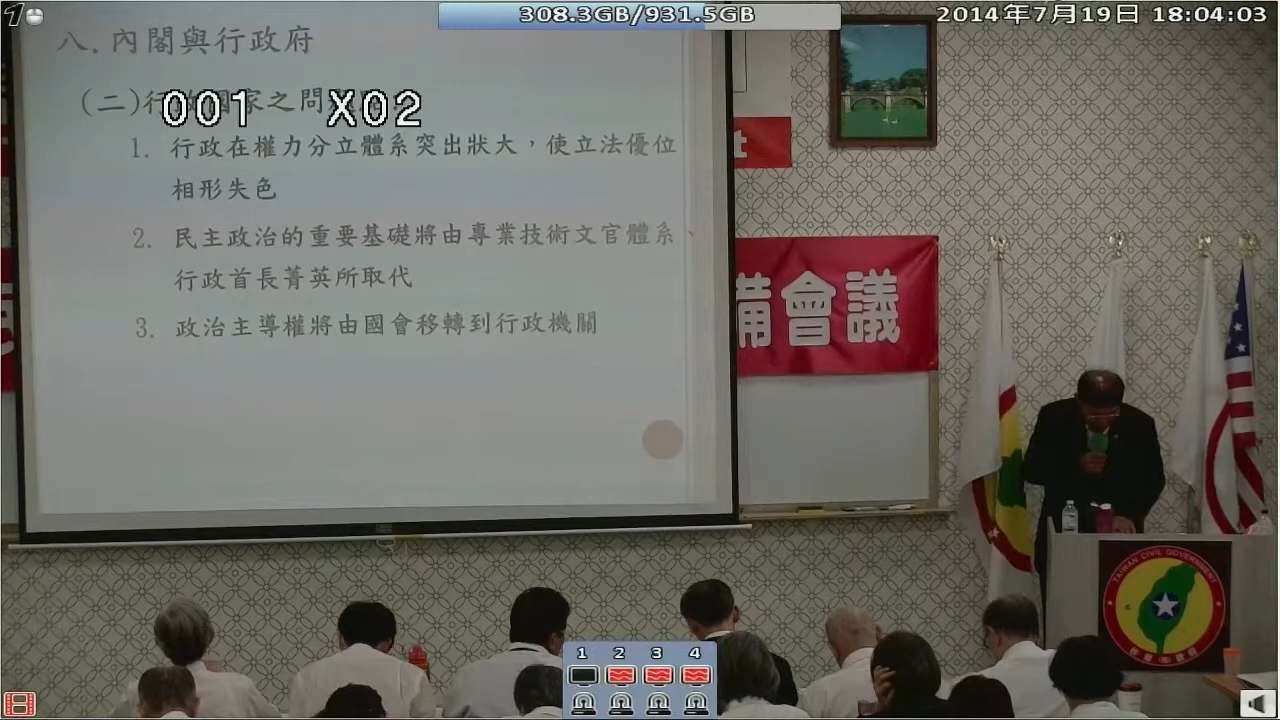 1
308.3GB/931.5GB
2014年7月19日 18:04:03
八.內閣與行政府
001 X02
1. 行政在權力分立體系突出狀大，使立法優位
相形失色
2. 民主政治的重要基礎將由專業技術文官體系、
行政首長菁英所取代
3. 政治主導權將由國會移轉到行政機關
t
備會議
TAIWAN CIVIL GOVERNMENT
1 2 3 4